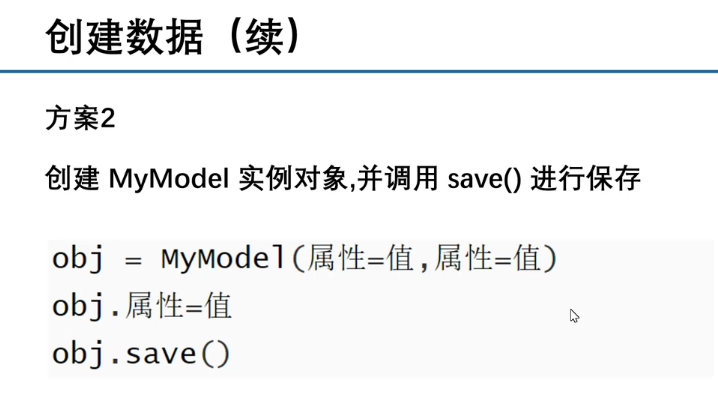 创建数据（续）
方案2
创建 MyModel 实例对象,并调用 save() 进行保存
obj = MyModel(属性=值,属性=值)
obj.属性=值
obj.save()